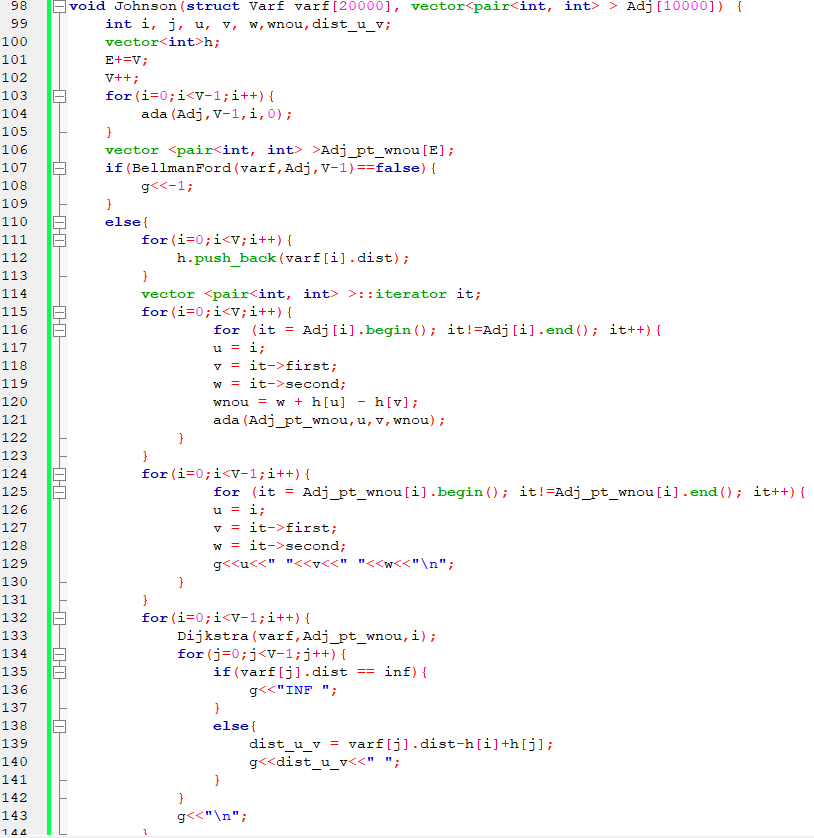 98 void Johnson(struct Varf varf[20000], vector<pair<int, int> > Adj[10000]) {
99 int i, j, u, v, w,wnou,dist_u_v;
100 vector<int>h;
101 E+=V;
102 V++;
103 for(i=0;i<V-1;i++){
104 ada(Adj,V-1,i,0);
105 }
106 vector <pair<int, int> >Adj_pt_wnou[E];
107 if(BellmanFord(varf,Adj,V-1)==false){
108 g<<-1;
109 }
110 else{
111 for(i=0;i<V;i++){
112 h.push_back(varf[i].dist);
113 }
114 vector <pair<int, int> >::iterator it;
115 for(i=0;i<V;i++){
116 for (it = Adj[i].begin(); it!=Adj[i].end(); it++){
117 u = i;
118 v = it->first;
119 w = it->second;
120 wnou = w + h[u] - h[v];
121 ada(Adj_pt_wnou,u,v,wnou);
122 }
123 }
124 for(i=0;i<V-1;i++){
125 for (it = Adj_pt_wnou[i].begin(); it!=Adj_pt_wnou[i].end(); it++){
126 u = i;
127 v = it->first;
128 w = it->second;
129 g<<u<<" "<<v<<" "<<w<<"\n";
130 }
131 }
132 for(i=0;i<V-1;i++){
133 Dijkstra(varf,Adj_pt_wnou,i);
134 for(j=0;j<V-1;j++){
135 if(varf[j].dist == inf){
136 g<<"INF ";
137 }
138 else{
139 dist_u_v = varf[j].dist-h[i]+h[j];
140 g<<dist_u_v<<" ";
141 }
142 }
143 g<<"\n";
144 }